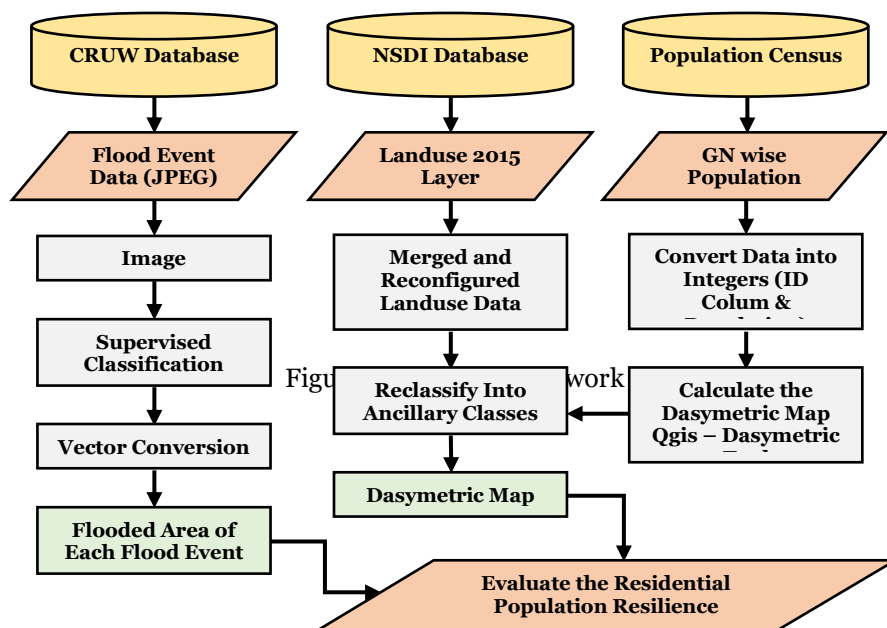 CRUW Database
NSDI Database
Population Census
Flood Event
Data (JPEG)
Landuse 2015
Layer
GN wise
Population
Image
Merged and
Reconfigured
Landuse Data
Convert Data into
Integers (ID
Colum &
Supervised
Classification
Figu
work
Reclassify Into
Ancillary Classes
Calculate the
Dasymetric Map
Qgis – Dasymetric
Vector Conversion
Dasymetric Map
Flooded Area of
Each Flood Event
Evaluate the Residential
Population Resilience